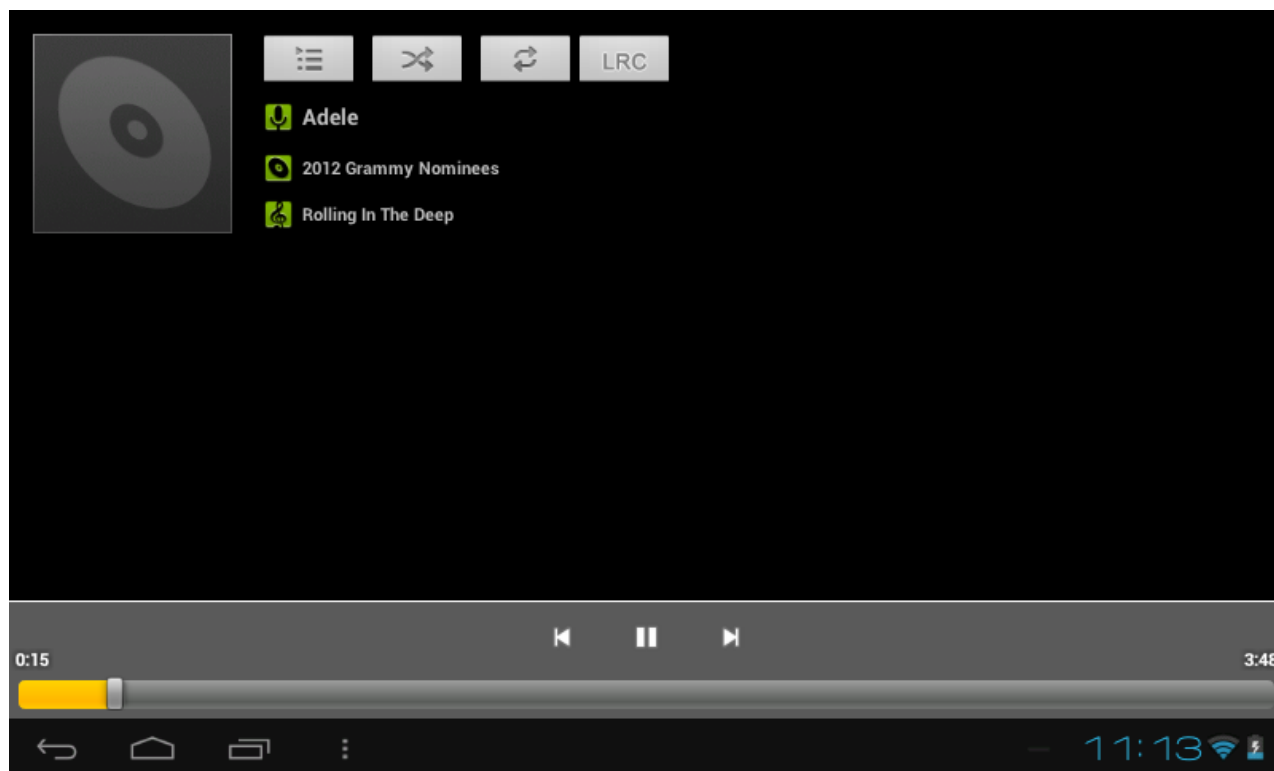 LRC
Adele
2012 Grammy Nominees
Rolling In The Deep
0:15
3:48
11:13